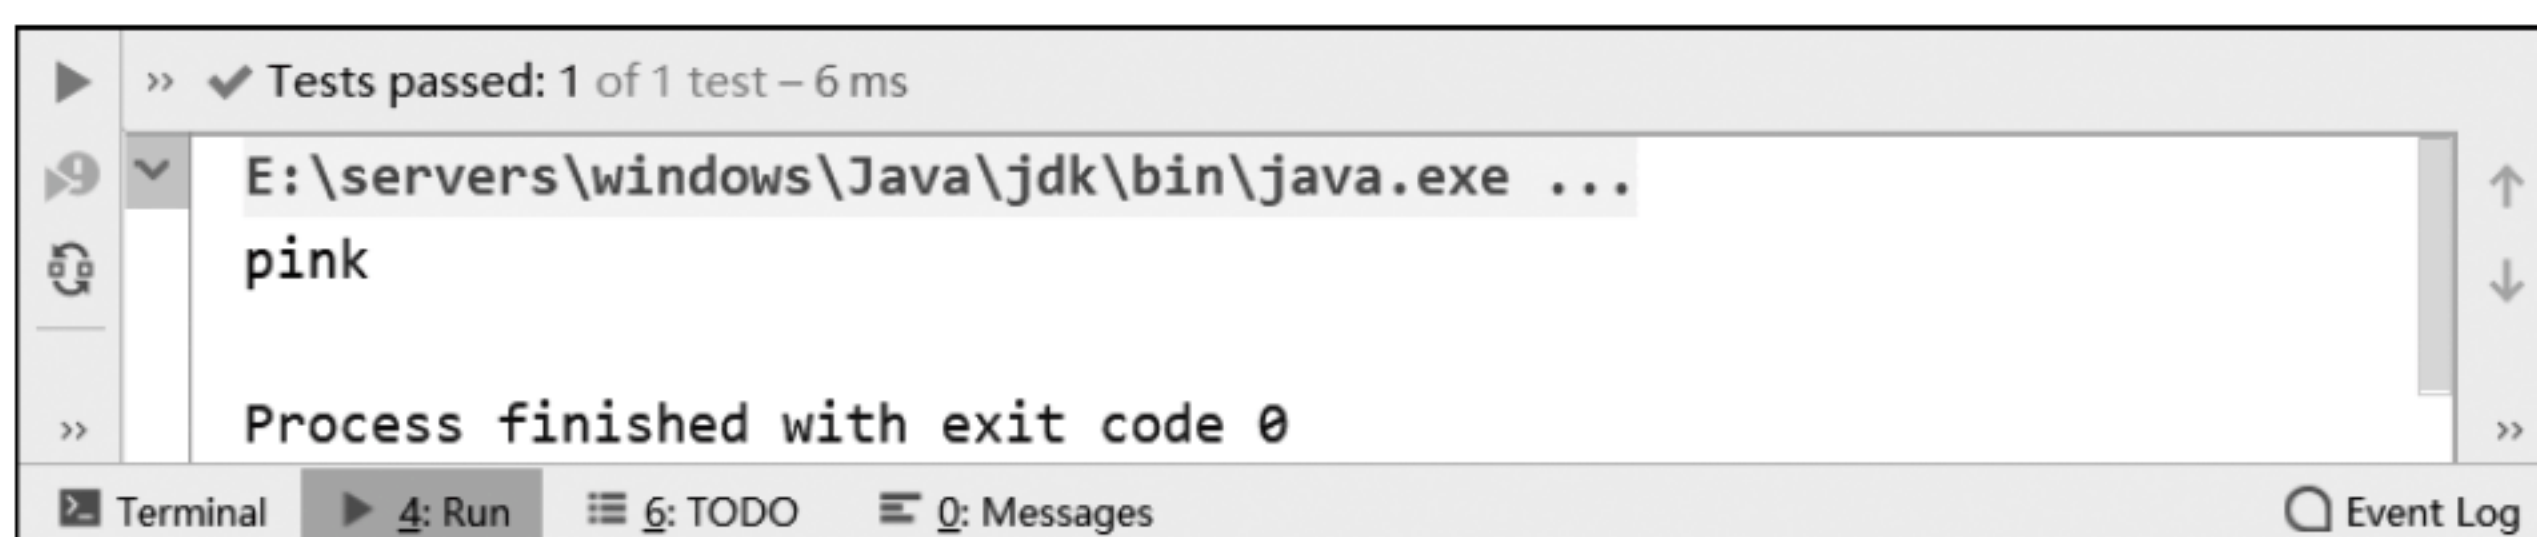 Tests passed: 1 of 1 test – 6 ms
E:\servers\windows\Java\jdk\bin\java.exe ...
pink
Process finished with exit code 0
Terminal 4: Run 6: TODO 0: Messages Event Log